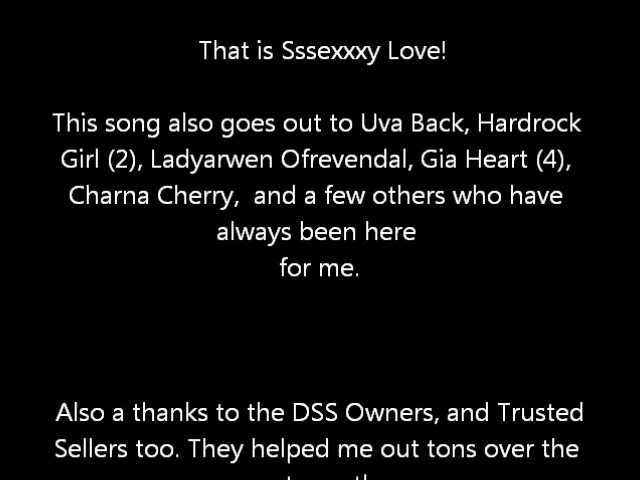 That is Sssexxxy Love!
This song also goes out to Uva Back, Hardrock
Girl (2), Ladyarwen Ofrevendal, Gia Heart (4),
Charna Cherry,  and a few others who have
always been here
for me.
Also a thanks to the DSS Owners, and Trusted
Sellers too. They helped me out tons over the